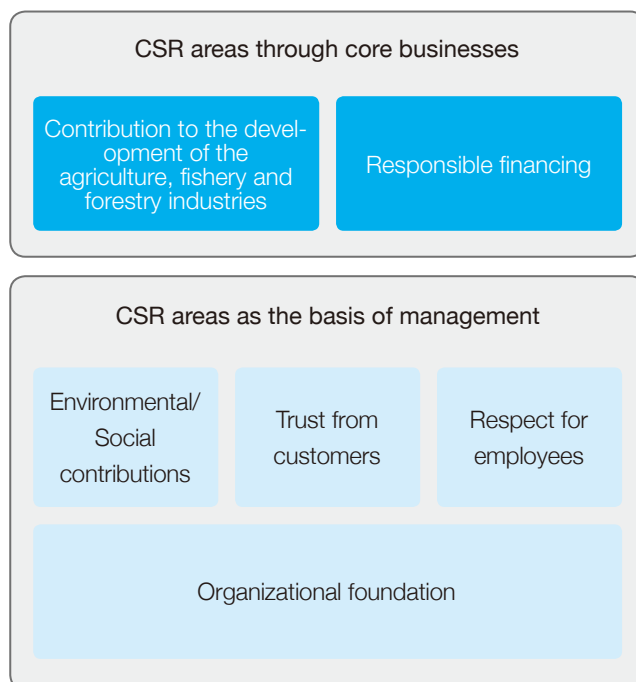 CSR areas through core businesses
Contribution to the devel-
opment of the
agriculture, fishery and
forestry industries
Responsible financing
CSR areas as the basis of management
Environmental/
Social
contributions
Trust from
customers
Respect for
employees
Organizational foundation